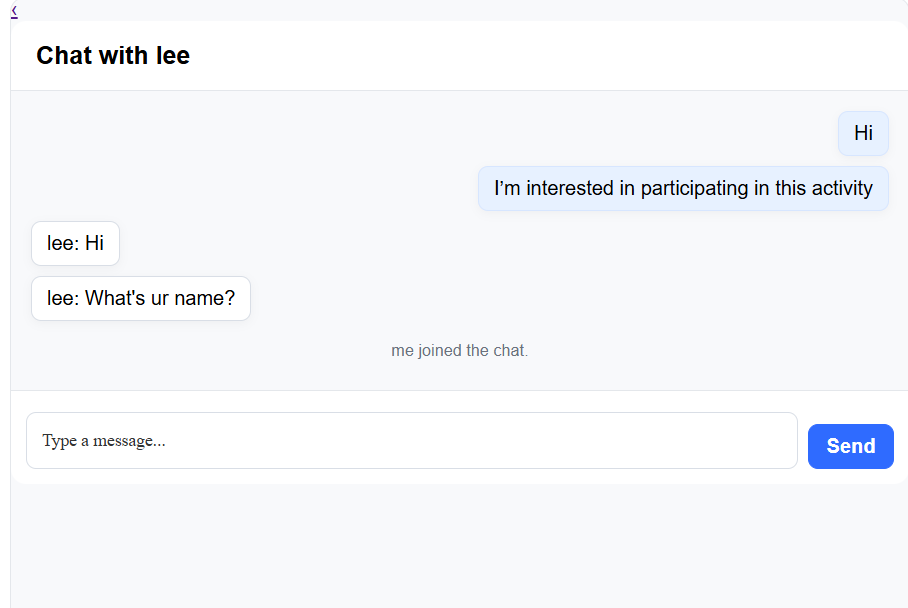 ‹
Chat with lee
Hi
I’m interested in participating in this activity
lee: Hi
lee: What's ur name?
me joined the chat.
Type a message...
Send